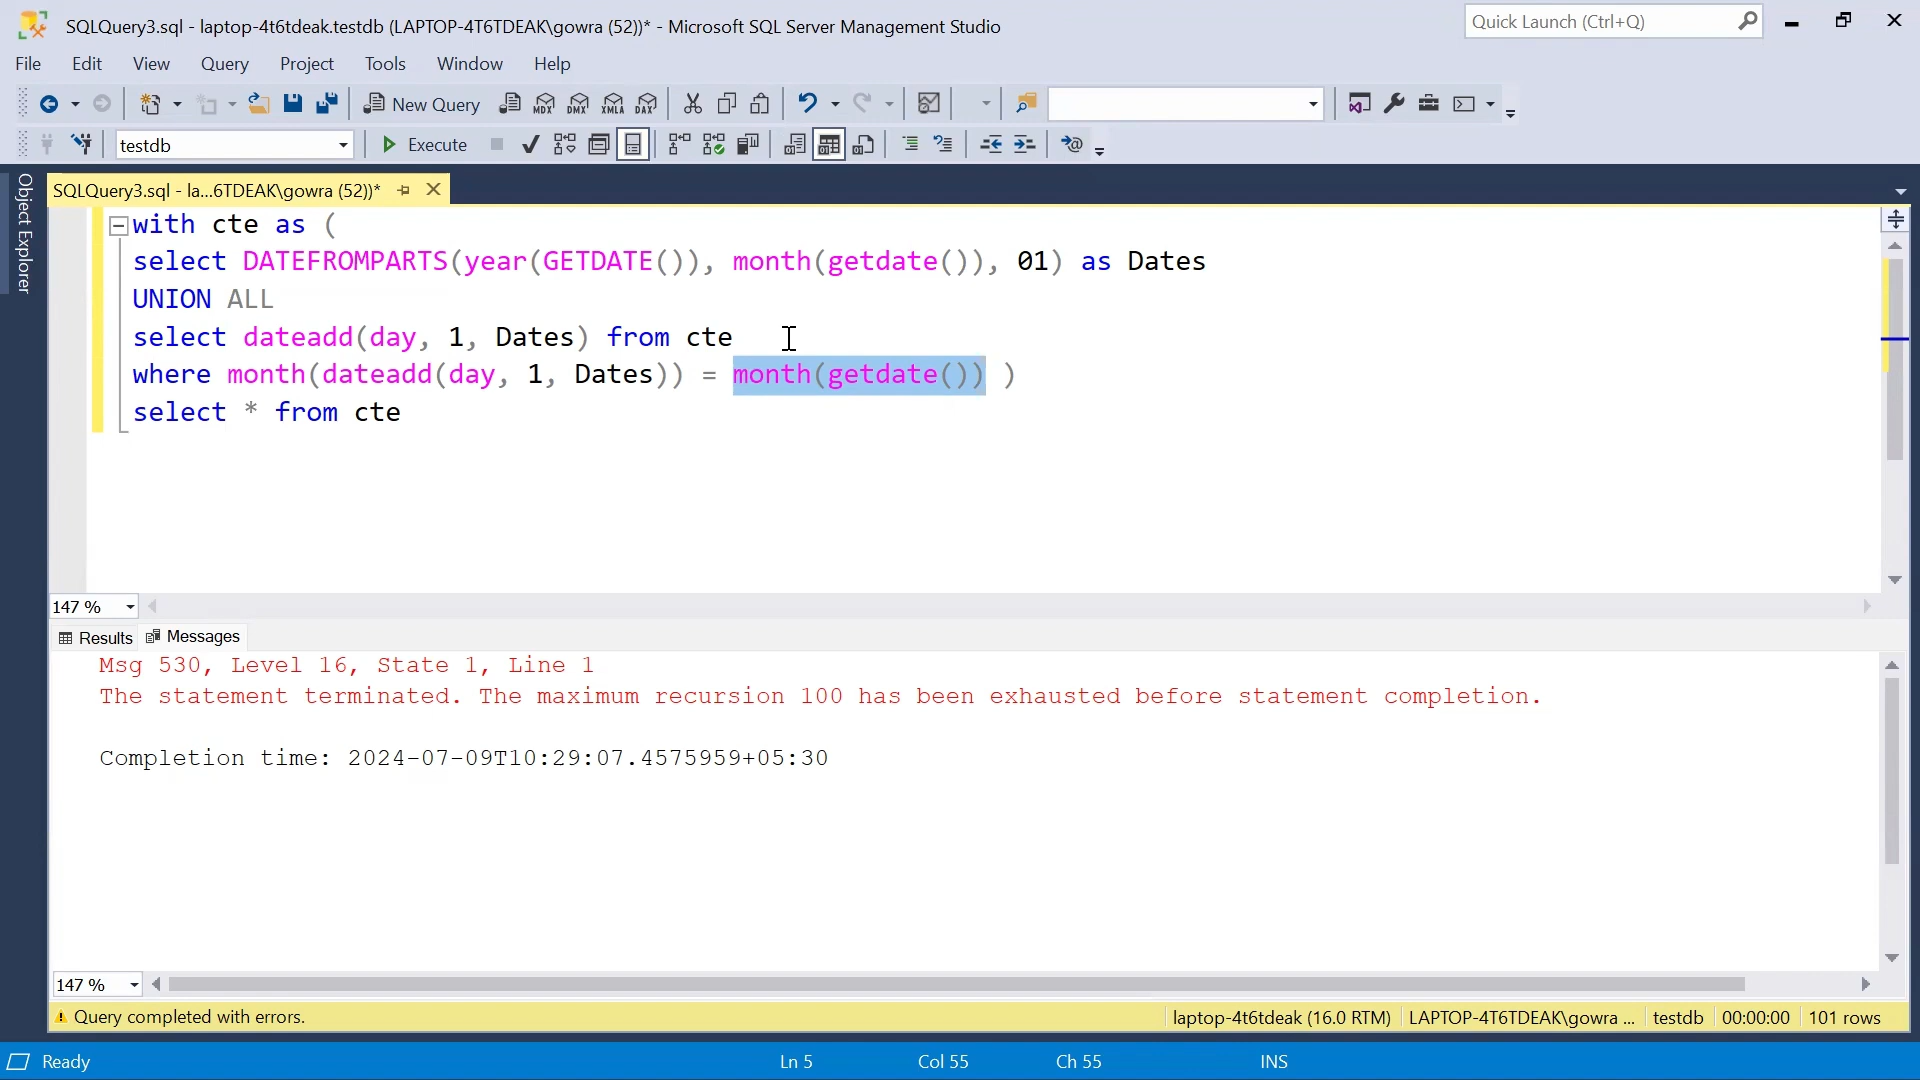 SQLQuery3.sql - laptop-4t6tdeak.testdb (LAPTOP-4T6TDEAK\gowra (52))* - Microsoft SQL Server Management Studio
Quick Launch (Ctrl+Q)
File Edit View Query Project Tools Window Help
New Query MDX DMX XMLA DAX
testdb Execute
Object Explorer
SQLQuery3.sql - la...6TDEAK\gowra (52))*
with cte as (
select DATEFROMPARTS(year(GETDATE()), month(getdate()), 01) as Dates
UNION ALL
select dateadd(day, 1, Dates) from cte
where month(dateadd(day, 1, Dates)) = month(getdate()) )
select * from cte
147 %
Results Messages
Msg 530, Level 16, State 1, Line 1
The statement terminated. The maximum recursion 100 has been exhausted before statement completion.
Completion time: 2024-07-09T10:29:07.4575959+05:30
147 %
Query completed with errors. laptop-4t6tdeak (16.0 RTM) LAPTOP-4T6TDEAK\gowra ... testdb 00:00:00 101 rows
Ready Ln 5 Col 55 Ch 55 INS